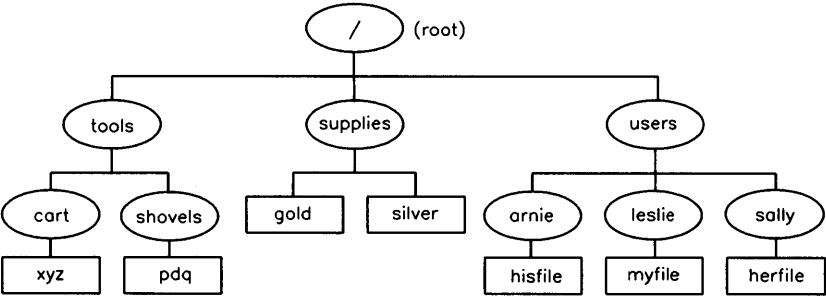 / (root)
tools supplies users
cart shovels gold silver arnie leslie sally
xyz pdq hisfile myfile herfile